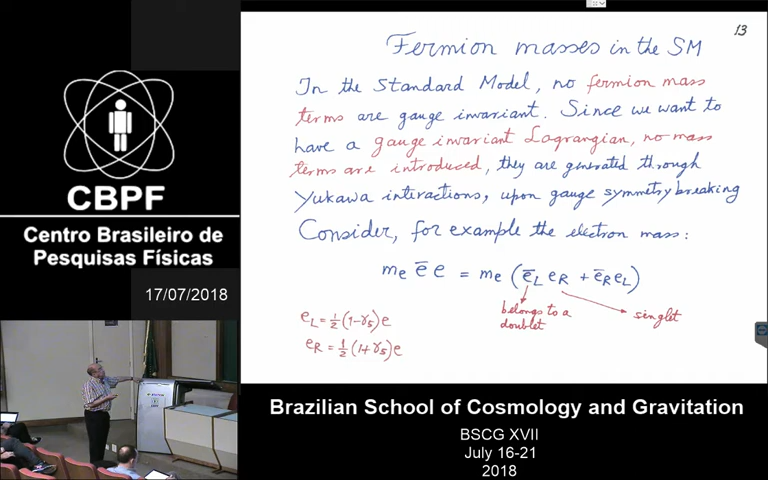 13
Fermion masses in the SM
In the Standard Model, no fermion mass
terms are gauge invariant. Since we want to
have a gauge invariant Lagrangian, no mass
terms are introduced, they are generated through
Yukawa interactions, upon gauge symmetry breaking
Consider, for example the electron mass:
mₑ ē e = mₑ (ē_L e_R + ē_R e_L)
belongs to a
doublet
singlet
e_L = ½ (1-γ₅) e
e_R = ½ (1+γ₅) e
CBPF
Centro Brasileiro de
Pesquisas Físicas
17/07/2018
Brazilian School of Cosmology and Gravitation
BSCG XVII
July 16-21
2018